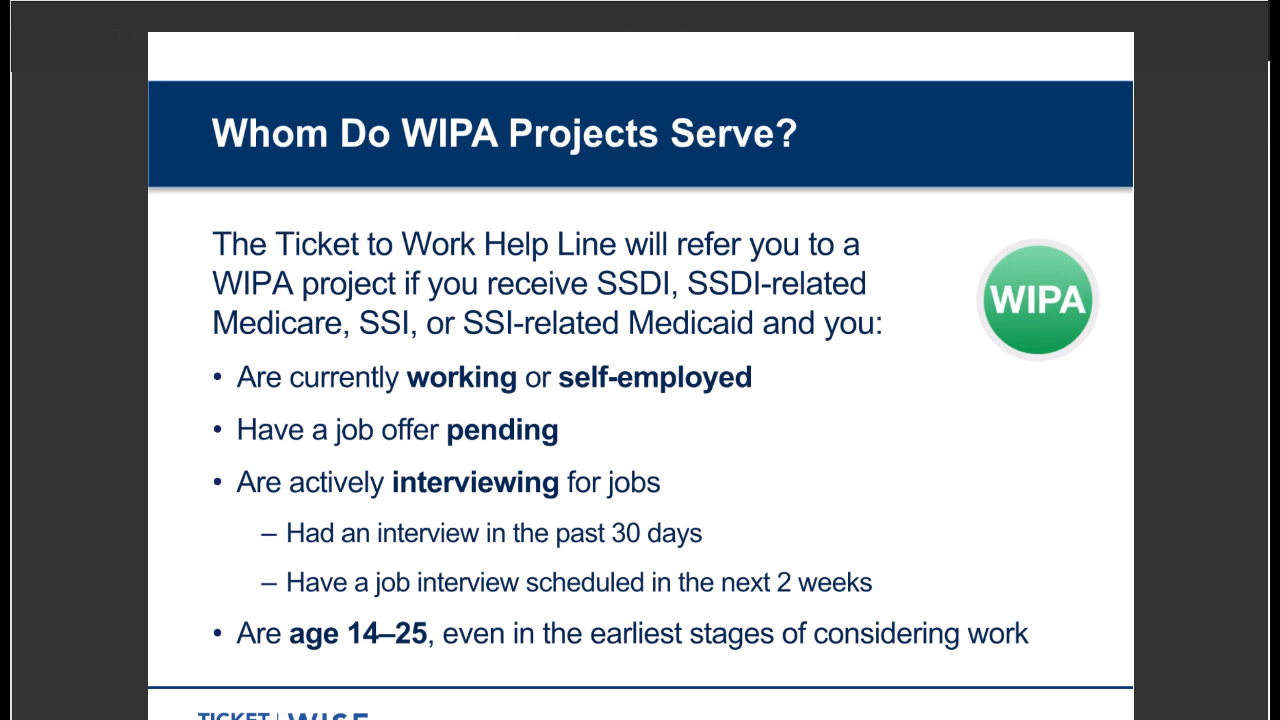 Whom Do WIPA Projects Serve?
The Ticket to Work Help Line will refer you to a
WIPA project if you receive SSDI, SSDI-related
Medicare, SSI, or SSI-related Medicaid and you:
WIPA
• Are currently working or self-employed
• Have a job offer pending
• Are actively interviewing for jobs
– Had an interview in the past 30 days
– Have a job interview scheduled in the next 2 weeks
• Are age 14–25, even in the earliest stages of considering work
TICKET | WISE